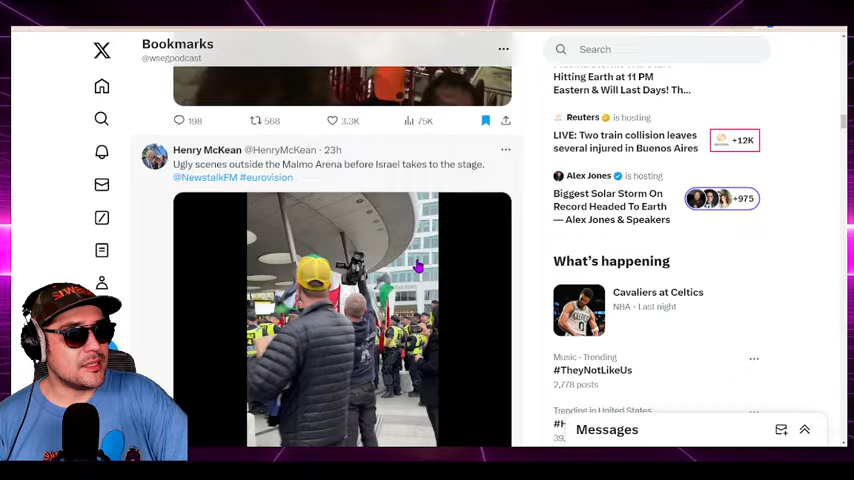 Bookmarks
@wsegpodcast
Search
198
568
3.3K
75K
Henry McKean @HenryMcKean · 23h
Ugly scenes outside the Malmo Arena before Israel takes to the stage.
@NewstalkFM #eurovision
Hitting Earth at 11 PM
Eastern & Will Last Days! Th...
Reuters is hosting
LIVE: Two train collision leaves
several injured in Buenos Aires
+12K
Alex Jones is hosting
Biggest Solar Storm On
Record Headed To Earth
— Alex Jones & Speakers
+975
What's happening
Cavaliers at Celtics
NBA · Last night
Music · Trending
#TheyNotLikeUs
2,778 posts
Trending in United States
Messages